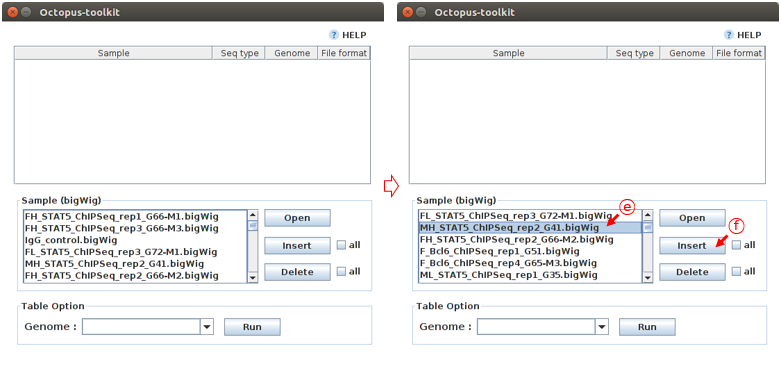 Octopus-toolkit
? HELP
Sample Seq type Genome File format
Sample (bigWig)
FH_STAT5_ChIPSeq_rep1_G66-M1.bigWig
FH_STAT5_ChIPSeq_rep3_G66-M3.bigWig
IgG_control.bigWig
FL_STAT5_ChIPSeq_rep3_G72-M1.bigWig
MH_STAT5_ChIPSeq_rep2_G41.bigWig
FH_STAT5_ChIPSeq_rep2_G66-M2.bigWig
Open
Insert all
Delete all
Table Option
Genome : Run
Octopus-toolkit
? HELP
Sample Seq type Genome File format
Sample (bigWig)
FL_STAT5_ChIPSeq_rep3_G72-M1.bigWig
MH_STAT5_ChIPSeq_rep2_G41.bigWig
FH_STAT5_ChIPSeq_rep2_G66-M2.bigWig
F_Bcl6_ChIPSeq_rep1_G51.bigWig
F_Bcl6_ChIPSeq_rep4_G65-M3.bigWig
ML_STAT5_ChIPSeq_rep1_G35.bigWig
e
f
Open
Insert all
Delete all
Table Option
Genome : Run